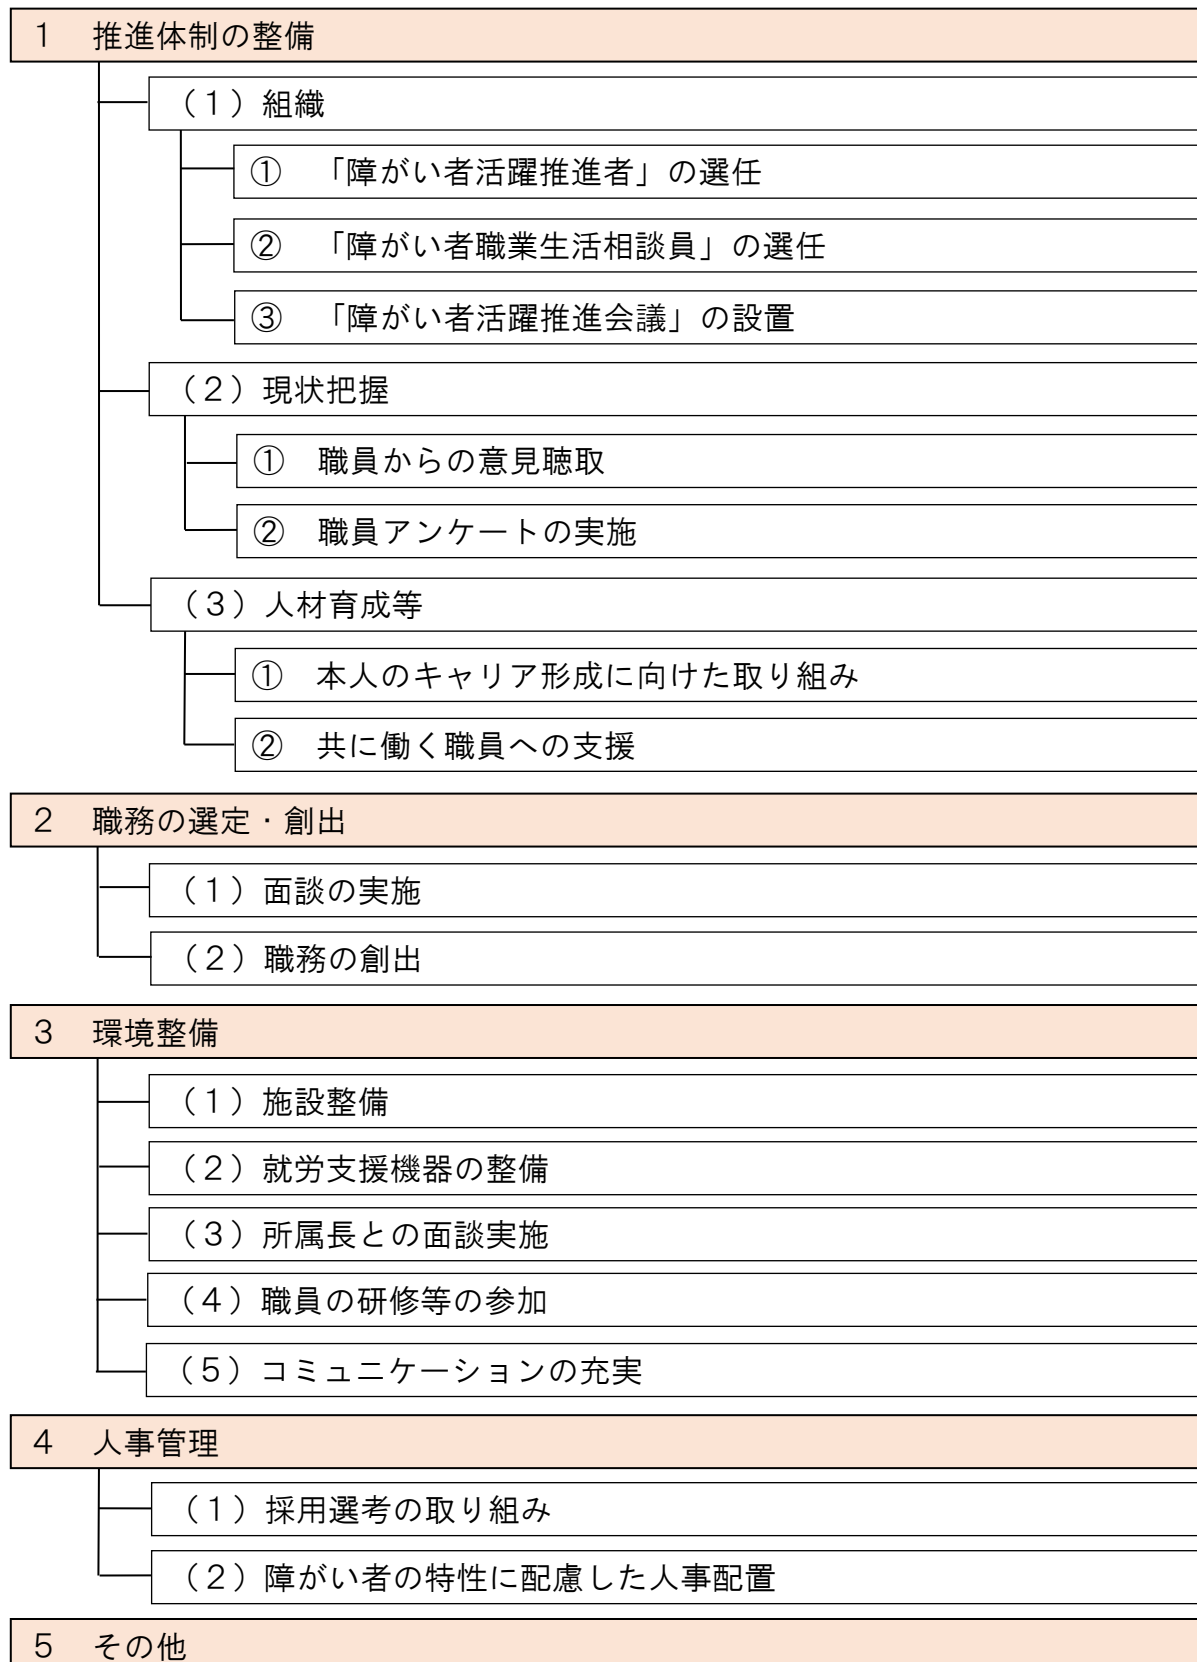 １　推進体制の整備
（１）組織
①　「障がい者活躍推進者」の選任
②　「障がい者職業生活相談員」の選任
③　「障がい者活躍推進会議」の設置
（２）現状把握
①　職員からの意見聴取
②　職員アンケートの実施
（３）人材育成等
①　本人のキャリア形成に向けた取り組み
②　共に働く職員への支援
２　職務の選定・創出
（１）面談の実施
（２）職務の創出
３　環境整備
（１）施設整備
（２）就労支援機器の整備
（３）所属長との面談実施
（４）職員の研修等の参加
（５）コミュニケーションの充実
４　人事管理
（１）採用選考の取り組み
（２）障がい者の特性に配慮した人事配置
５　その他